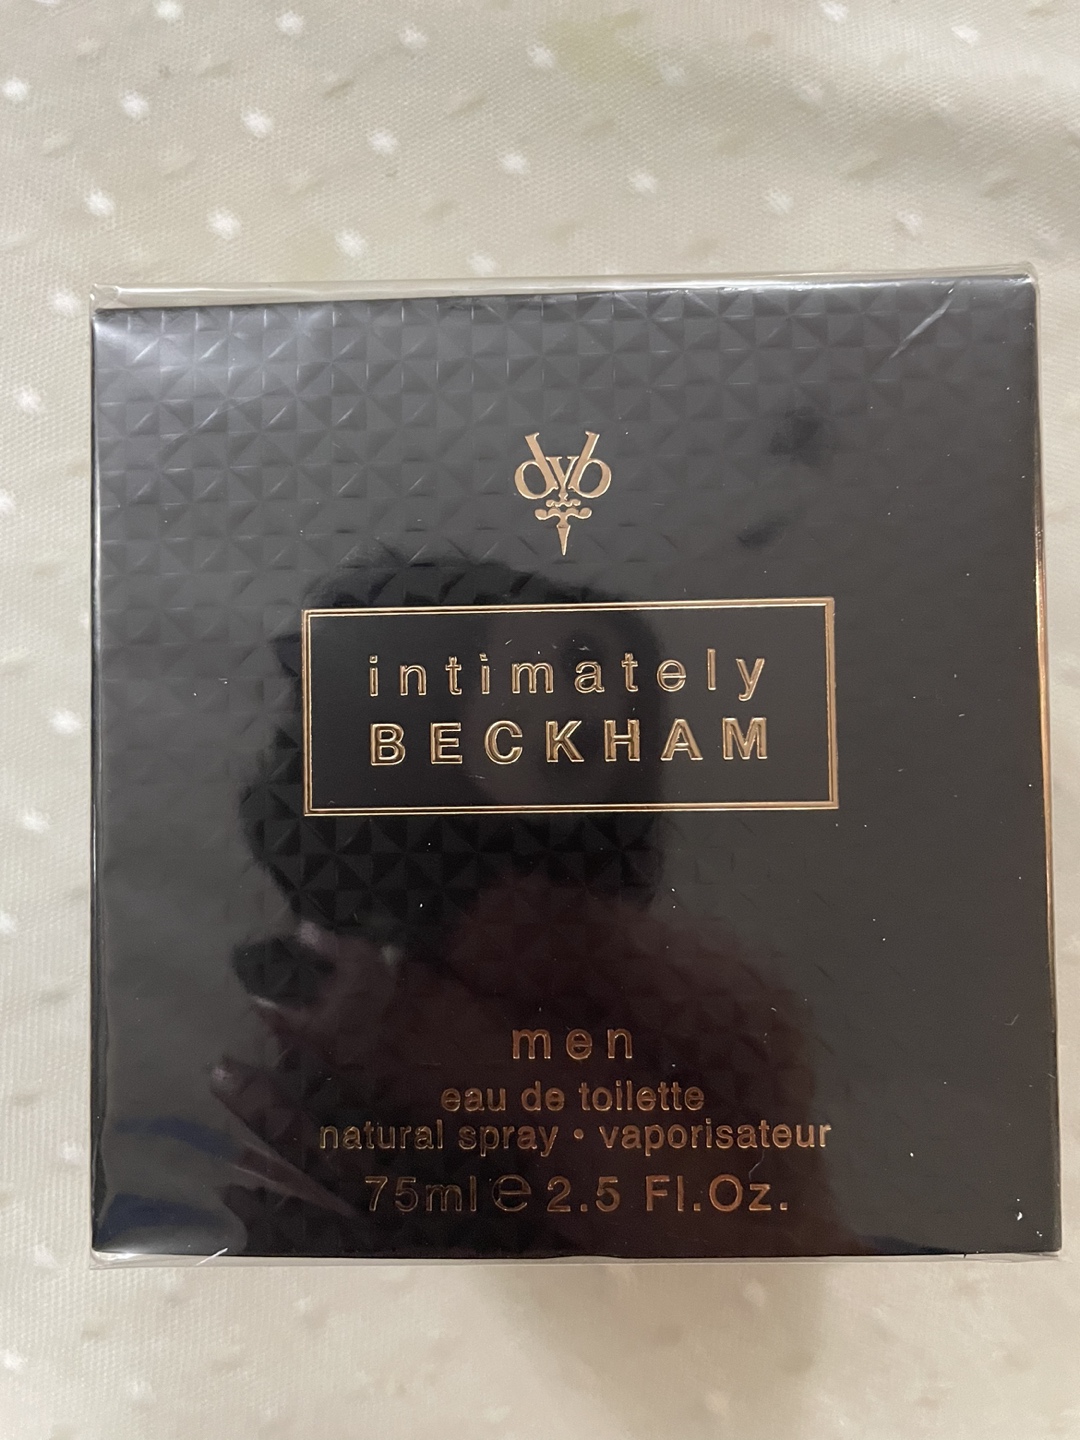 dvb
intimately
BECKHAM
men
eau de toilette
natural spray • vaporisateur
75ml e 2.5 Fl.Oz.